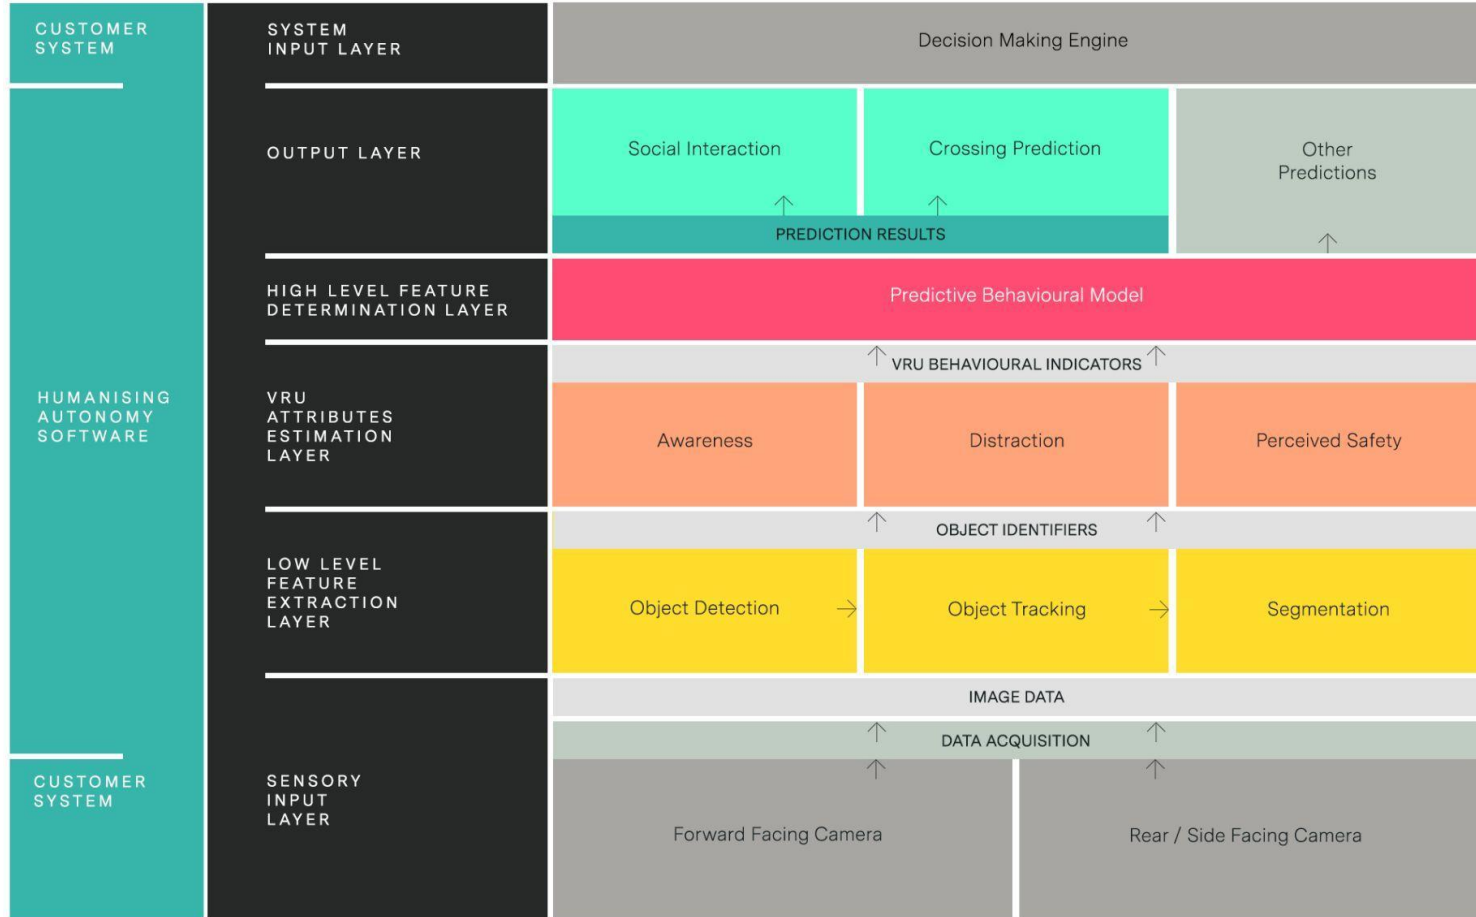 CUSTOMER
SYSTEM
SYSTEM
INPUT LAYER
Decision Making Engine
OUTPUT LAYER
Social Interaction
Crossing Prediction
Other
Predictions
PREDICTION RESULTS
HIGH LEVEL FEATURE
DETERMINATION LAYER
Predictive Behavioural Model
VRU BEHAVIOURAL INDICATORS
HUMANISING
AUTONOMY
SOFTWARE
VRU
ATTRIBUTES
ESTIMATION
LAYER
Awareness
Distraction
Perceived Safety
OBJECT IDENTIFIERS
LOW LEVEL
FEATURE
EXTRACTION
LAYER
Object Detection
Object Tracking
Segmentation
IMAGE DATA
DATA ACQUISITION
CUSTOMER
SYSTEM
SENSORY
INPUT
LAYER
Forward Facing Camera
Rear / Side Facing Camera